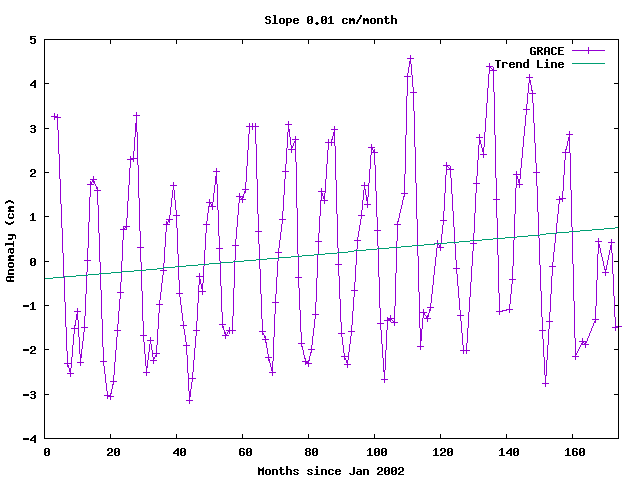 Slope 0.01 cm/month
GRACE
Trend Line
5
4
3
2
1
0
-1
-2
-3
-4
Anomaly (cm)
0 20 40 60 80 100 120 140 160
Months since Jan 2002